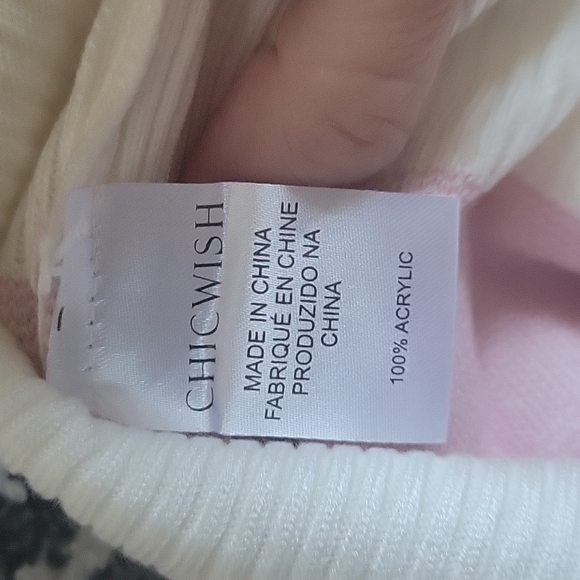 CHICWISH
MADE IN CHINA
FABRIQUÉ EN CHINE
PRODUZIDO NA
CHINA
100% ACRYLIC